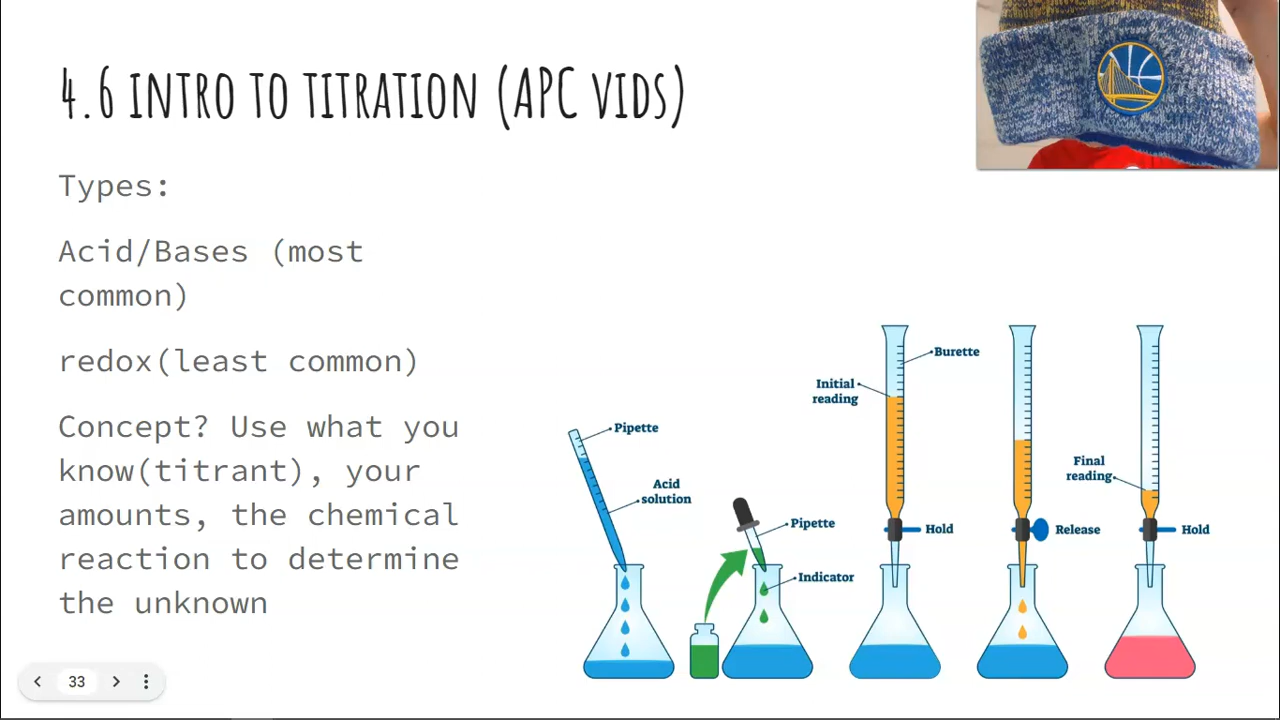 4.6 INTRO TO TITRATION (APC VIDS)
Types:
Acid/Bases (most
common)
redox(least common)
Concept? Use what you
know(titrant), your
amounts, the chemical
reaction to determine
the unknown
Pipette
Acid
solution
Pipette
Indicator
Burette
Initial
reading
Hold
Release
Final
reading
Hold
33